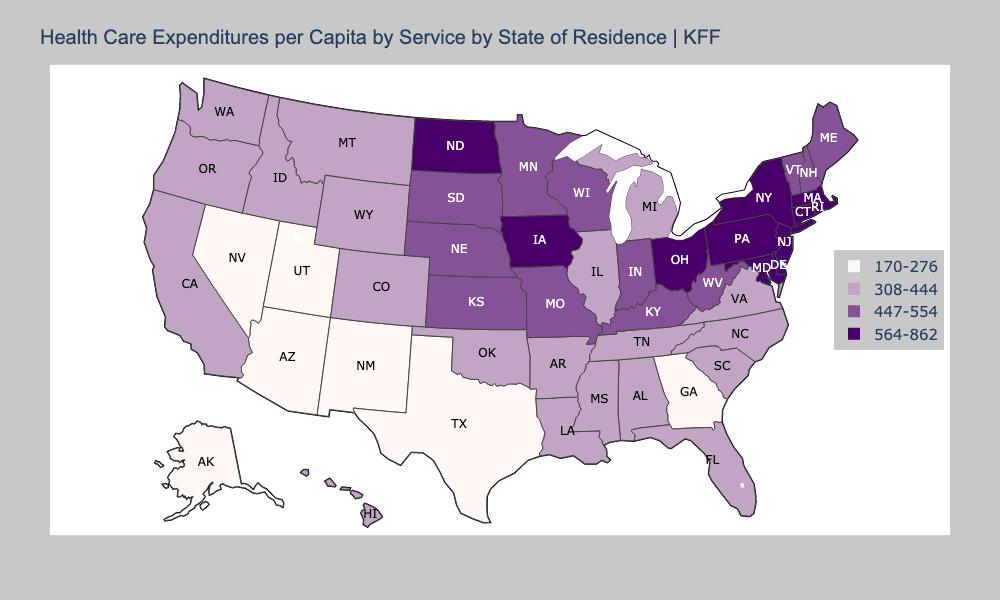 Health Care Expenditures per Capita by Service by State of Residence | KFF
WA
MT
ND
MN
ME
OR
ID
WY
SD
WI
MI
VT
NH
NY
MA
CT
RI
NV
UT
CO
NE
IA
IL
IN
OH
PA
NJ
MD
DE
CA
KS
MO
KY
WV
VA
AZ
NM
OK
AR
TN
NC
SC
TX
LA
MS
AL
GA
FL
AK
HI
170-276
308-444
447-554
564-862